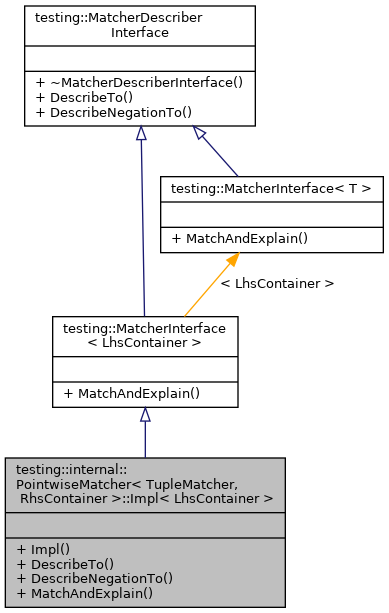 testing::MatcherDescriber
Interface
+ ~MatcherDescriberInterface()
+ DescribeTo()
+ DescribeNegationTo()
testing::MatcherInterface< T >
+ MatchAndExplain()
< LhsContainer >
testing::MatcherInterface
< LhsContainer >
+ MatchAndExplain()
testing::internal::
PointwiseMatcher< TupleMatcher,
RhsContainer >::Impl< LhsContainer >
+ Impl()
+ DescribeTo()
+ DescribeNegationTo()
+ MatchAndExplain()